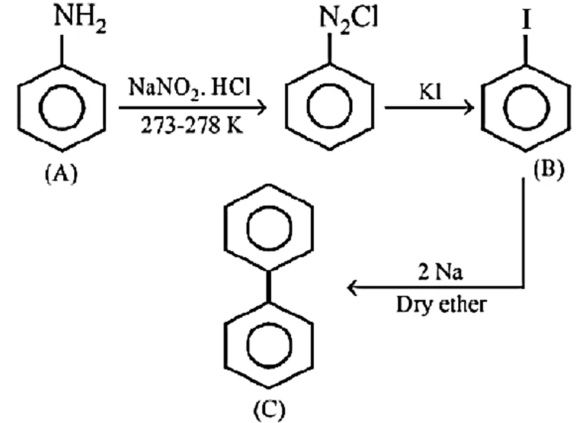 NH₂
N₂Cl
I
NaNO₂. HCl
273-278 K
KI
(A)
(B)
2 Na
Dry ether
(C)